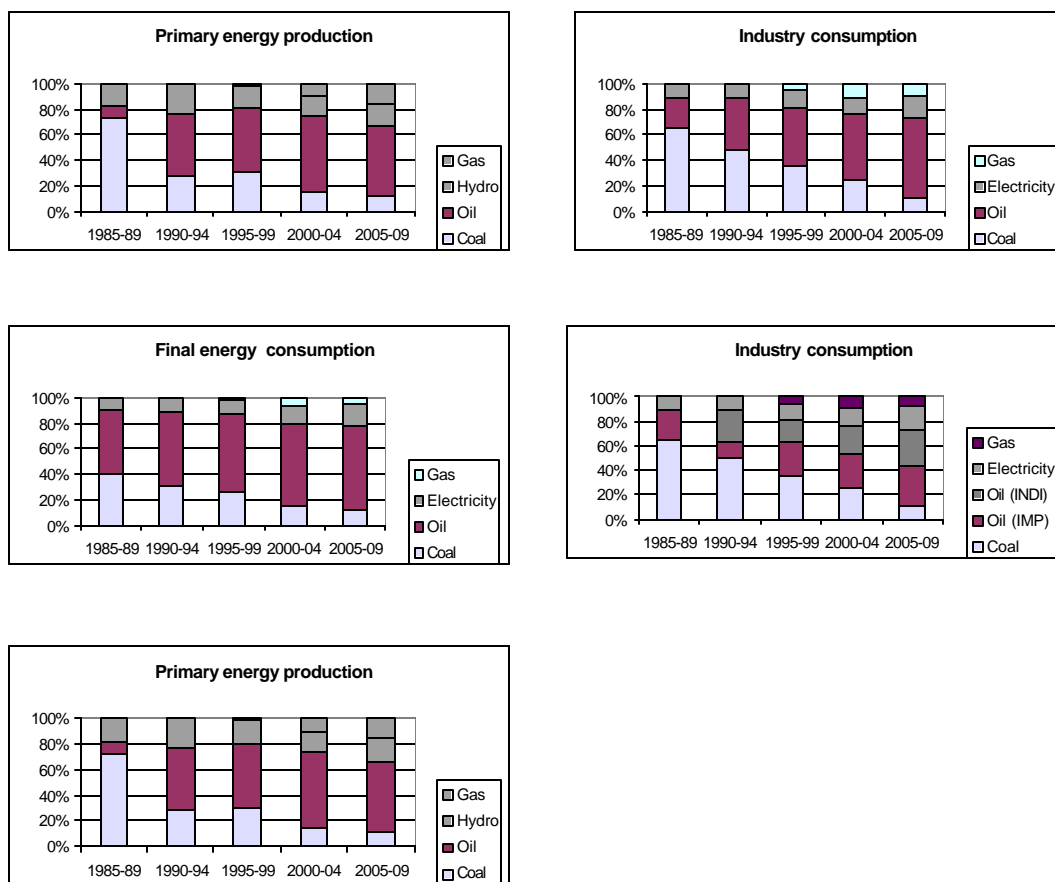 Primary energy production
100%
80%
60%
40%
20%
0%
1985-89 1990-94 1995-99 2000-04 2005-09
Gas
Hydro
Oil
Coal
Industry consumption
100%
80%
60%
40%
20%
0%
1985-89 1990-94 1995-99 2000-04 2005-09
Gas
Electricity
Oil
Coal
Final energy consumption
100%
80%
60%
40%
20%
0%
1985-89 1990-94 1995-99 2000-04 2005-09
Gas
Electricity
Oil
Coal
Industry consumption
100%
80%
60%
40%
20%
0%
1985-89 1990-94 1995-99 2000-04 2005-09
Gas
Electricity
Oil (INDI)
Oil (IMP)
Coal
Primary energy production
100%
80%
60%
40%
20%
0%
1985-89 1990-94 1995-99 2000-04 2005-09
Gas
Hydro
Oil
Coal